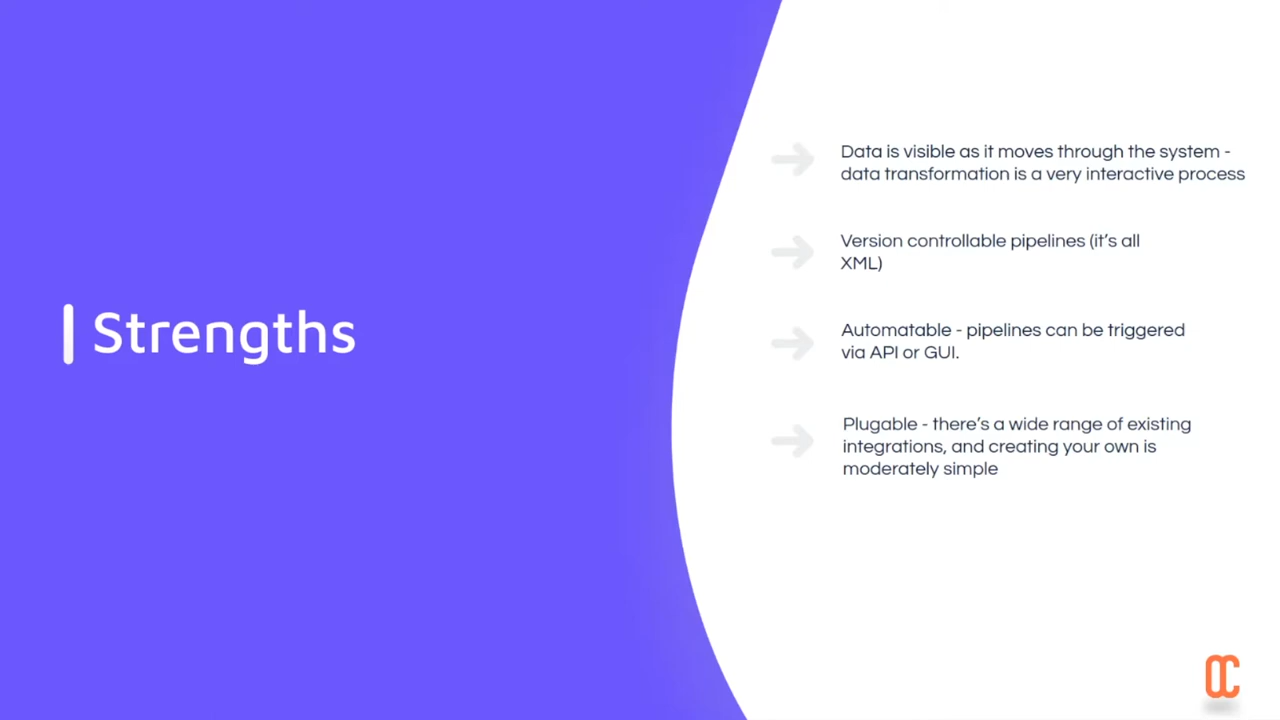 Strengths
Data is visible as it moves through the system -
data transformation is a very interactive process
Version controllable pipelines (it's all
XML)
Automatable - pipelines can be triggered
via API or GUI.
Plugable - there's a wide range of existing
integrations, and creating your own is
moderately simple
OC